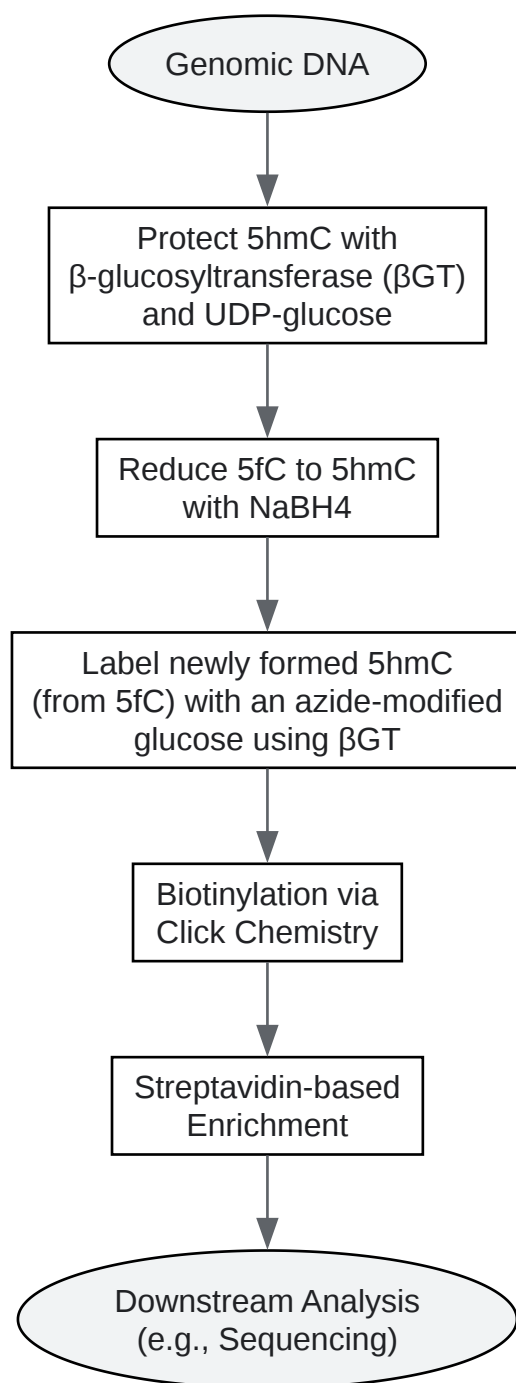 Genomic DNA
Protect 5hmC with
β-glucosyltransferase (βGT)
and UDP-glucose
Reduce 5fC to 5hmC
with NaBH4
Label newly formed 5hmC
(from 5fC) with an azide-modified
glucose using βGT
Biotinylation via
Click Chemistry
Streptavidin-based
Enrichment
Downstream Analysis
(e.g., Sequencing)